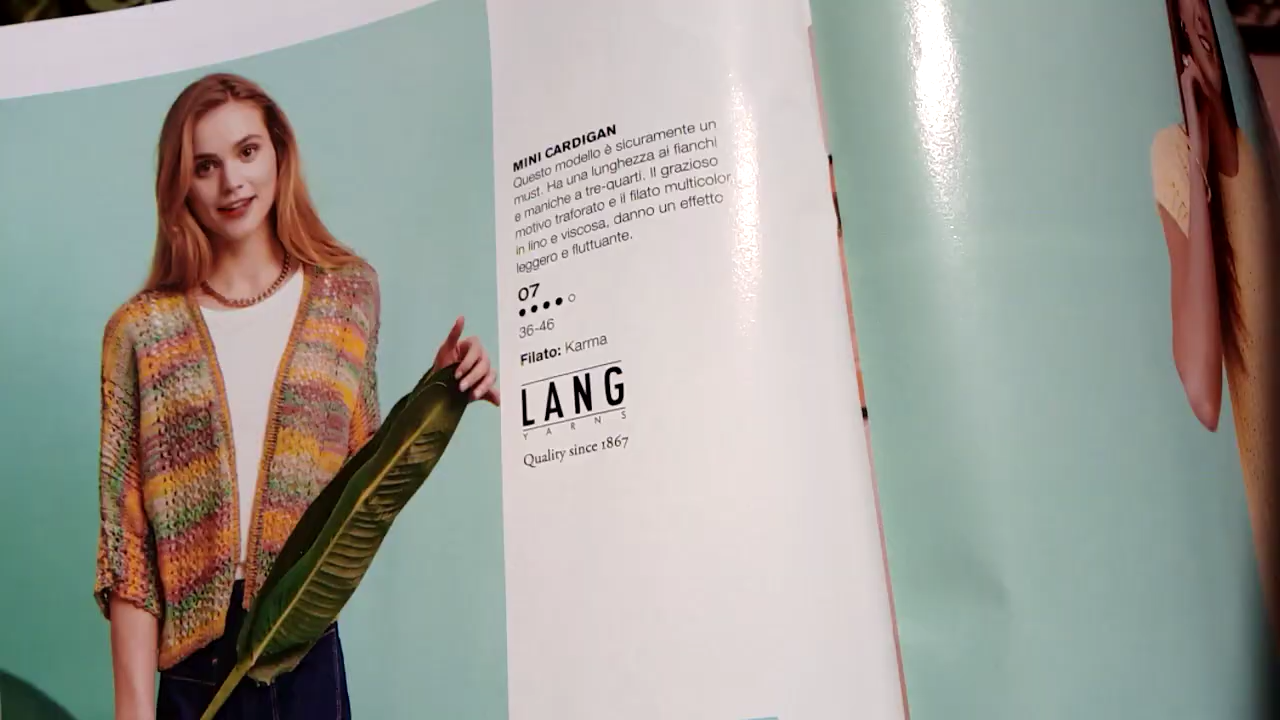 MINI CARDIGAN
Questo modello è sicuramente un
must. Ha una lunghezza ai fianchi
e maniche a tre-quarti. Il grazioso
motivo traforato e il filato multicolor,
in lino e viscosa, danno un effetto
leggero e fluttuante.
07
36-46
Filato: Karma
LANG
YARNS
Quality since 1867